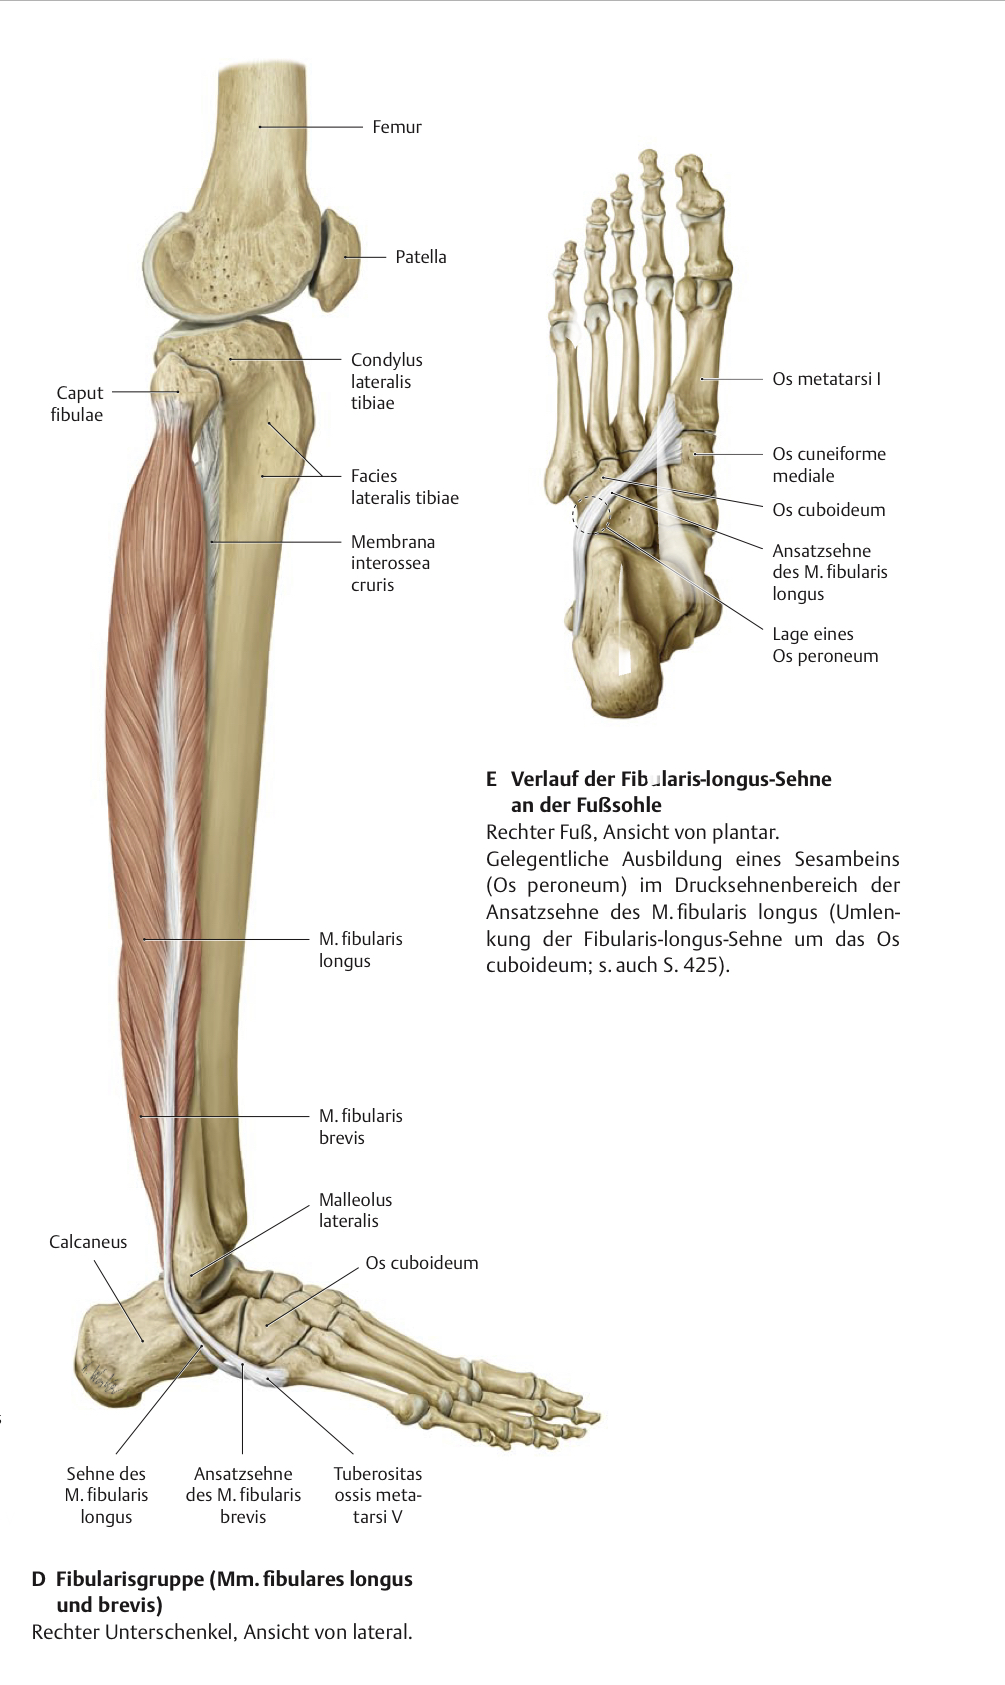 Femur
Patella
Condylus
lateralis
tibiae
Caput
fibulae
Facies
lateralis tibiae
Membrana
interossea
cruris
M. fibularis
longus
M. fibularis
brevis
Malleolus
lateralis
Calcaneus
Os cuboideum
Sehne des
M. fibularis
longus
Ansatzsehne
des M. fibularis
brevis
Tuberositas
ossis meta-
tarsi V
D Fibularisgruppe (Mm. fibulares longus
und brevis)
Rechter Unterschenkel, Ansicht von lateral.
Os metatarsi I
Os cuneiforme
mediale
Os cuboideum
Ansatzsehne
des M. fibularis
longus
Lage eines
Os peroneum
E Verlauf der Fibularis-longus-Sehne
an der Fußsohle
Rechter Fuß, Ansicht von plantar.
Gelegentliche Ausbildung eines Sesambeins
(Os peroneum) im Drucksehnenbereich der
Ansatzsehne des M. fibularis longus (Umlen-
kung der Fibularis-longus-Sehne um das Os
cuboideum; s. auch S. 425).